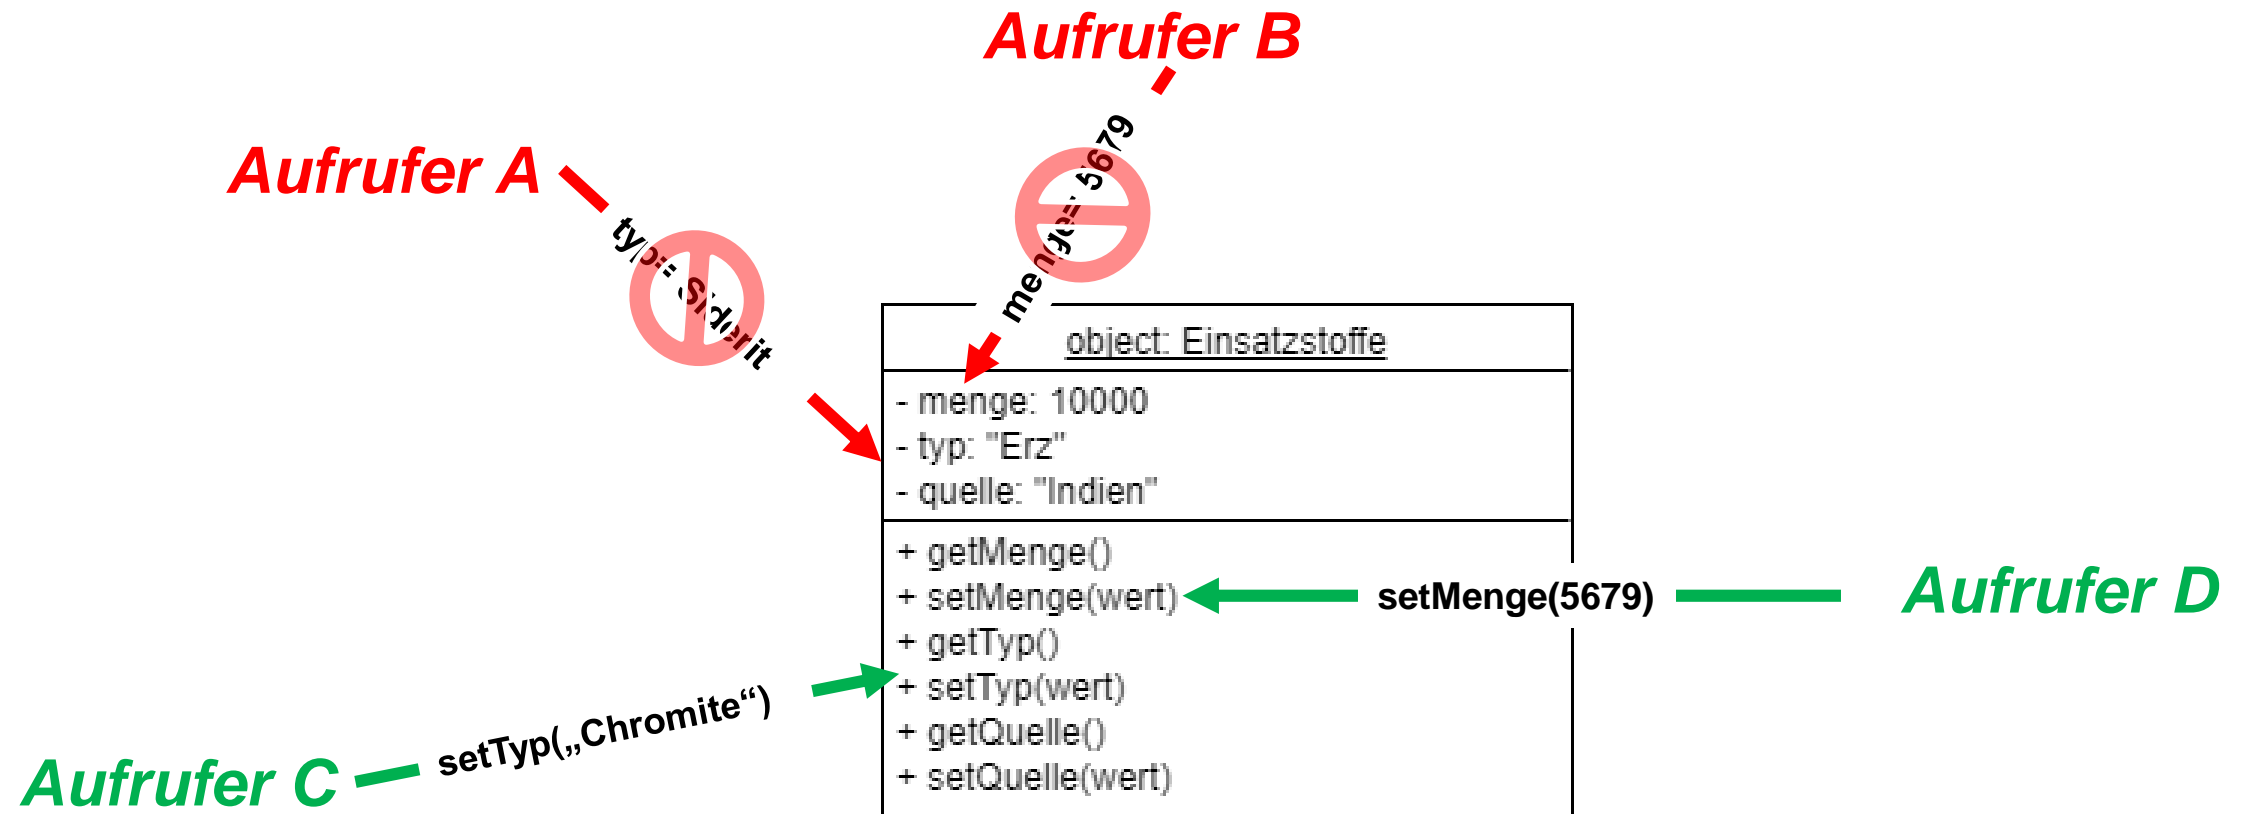 Aufrufer B
Aufrufer A
menge= 5679
typ= Siderit
object: Einsatzstoffe
- menge: 10000
- typ: "Erz"
- quelle: "Indien"
+ getMenge()
+ setMenge(wert)
setMenge(5679)
Aufrufer D
+ getTyp()
+ setTyp(wert)
setTyp(„Chromite“)
+ getQuelle()
+ setQuelle(wert)
Aufrufer C